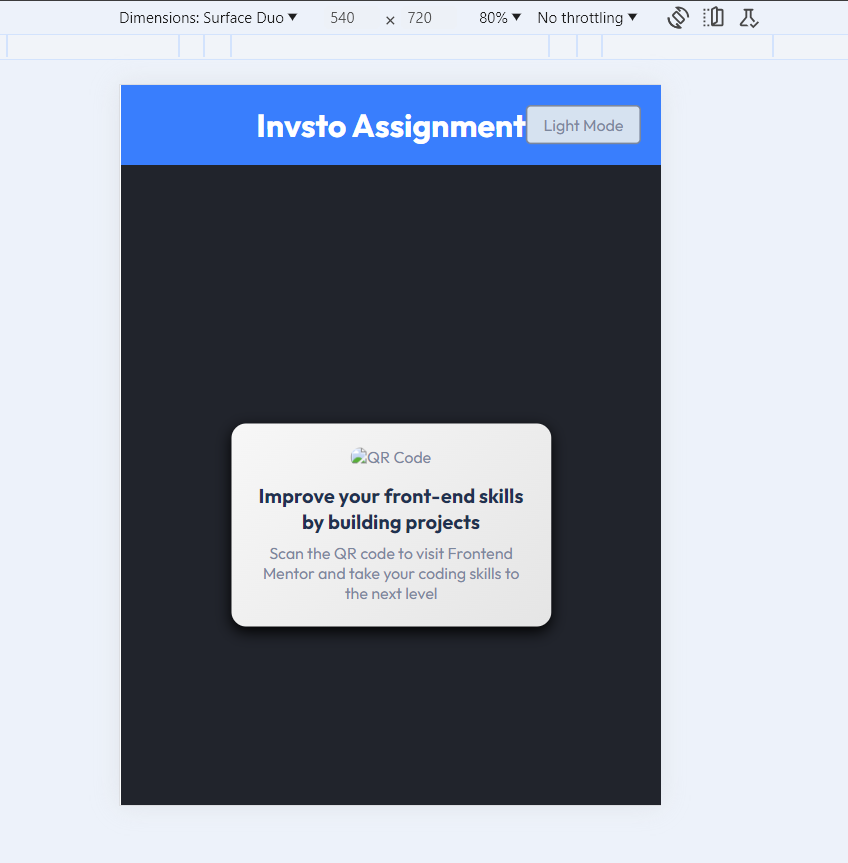 Dimensions: Surface Duo 540 × 720 80% No throttling
Invsto Assignment Light Mode
QR Code
Improve your front-end skills
by building projects
Scan the QR code to visit Frontend
Mentor and take your coding skills to
the next level